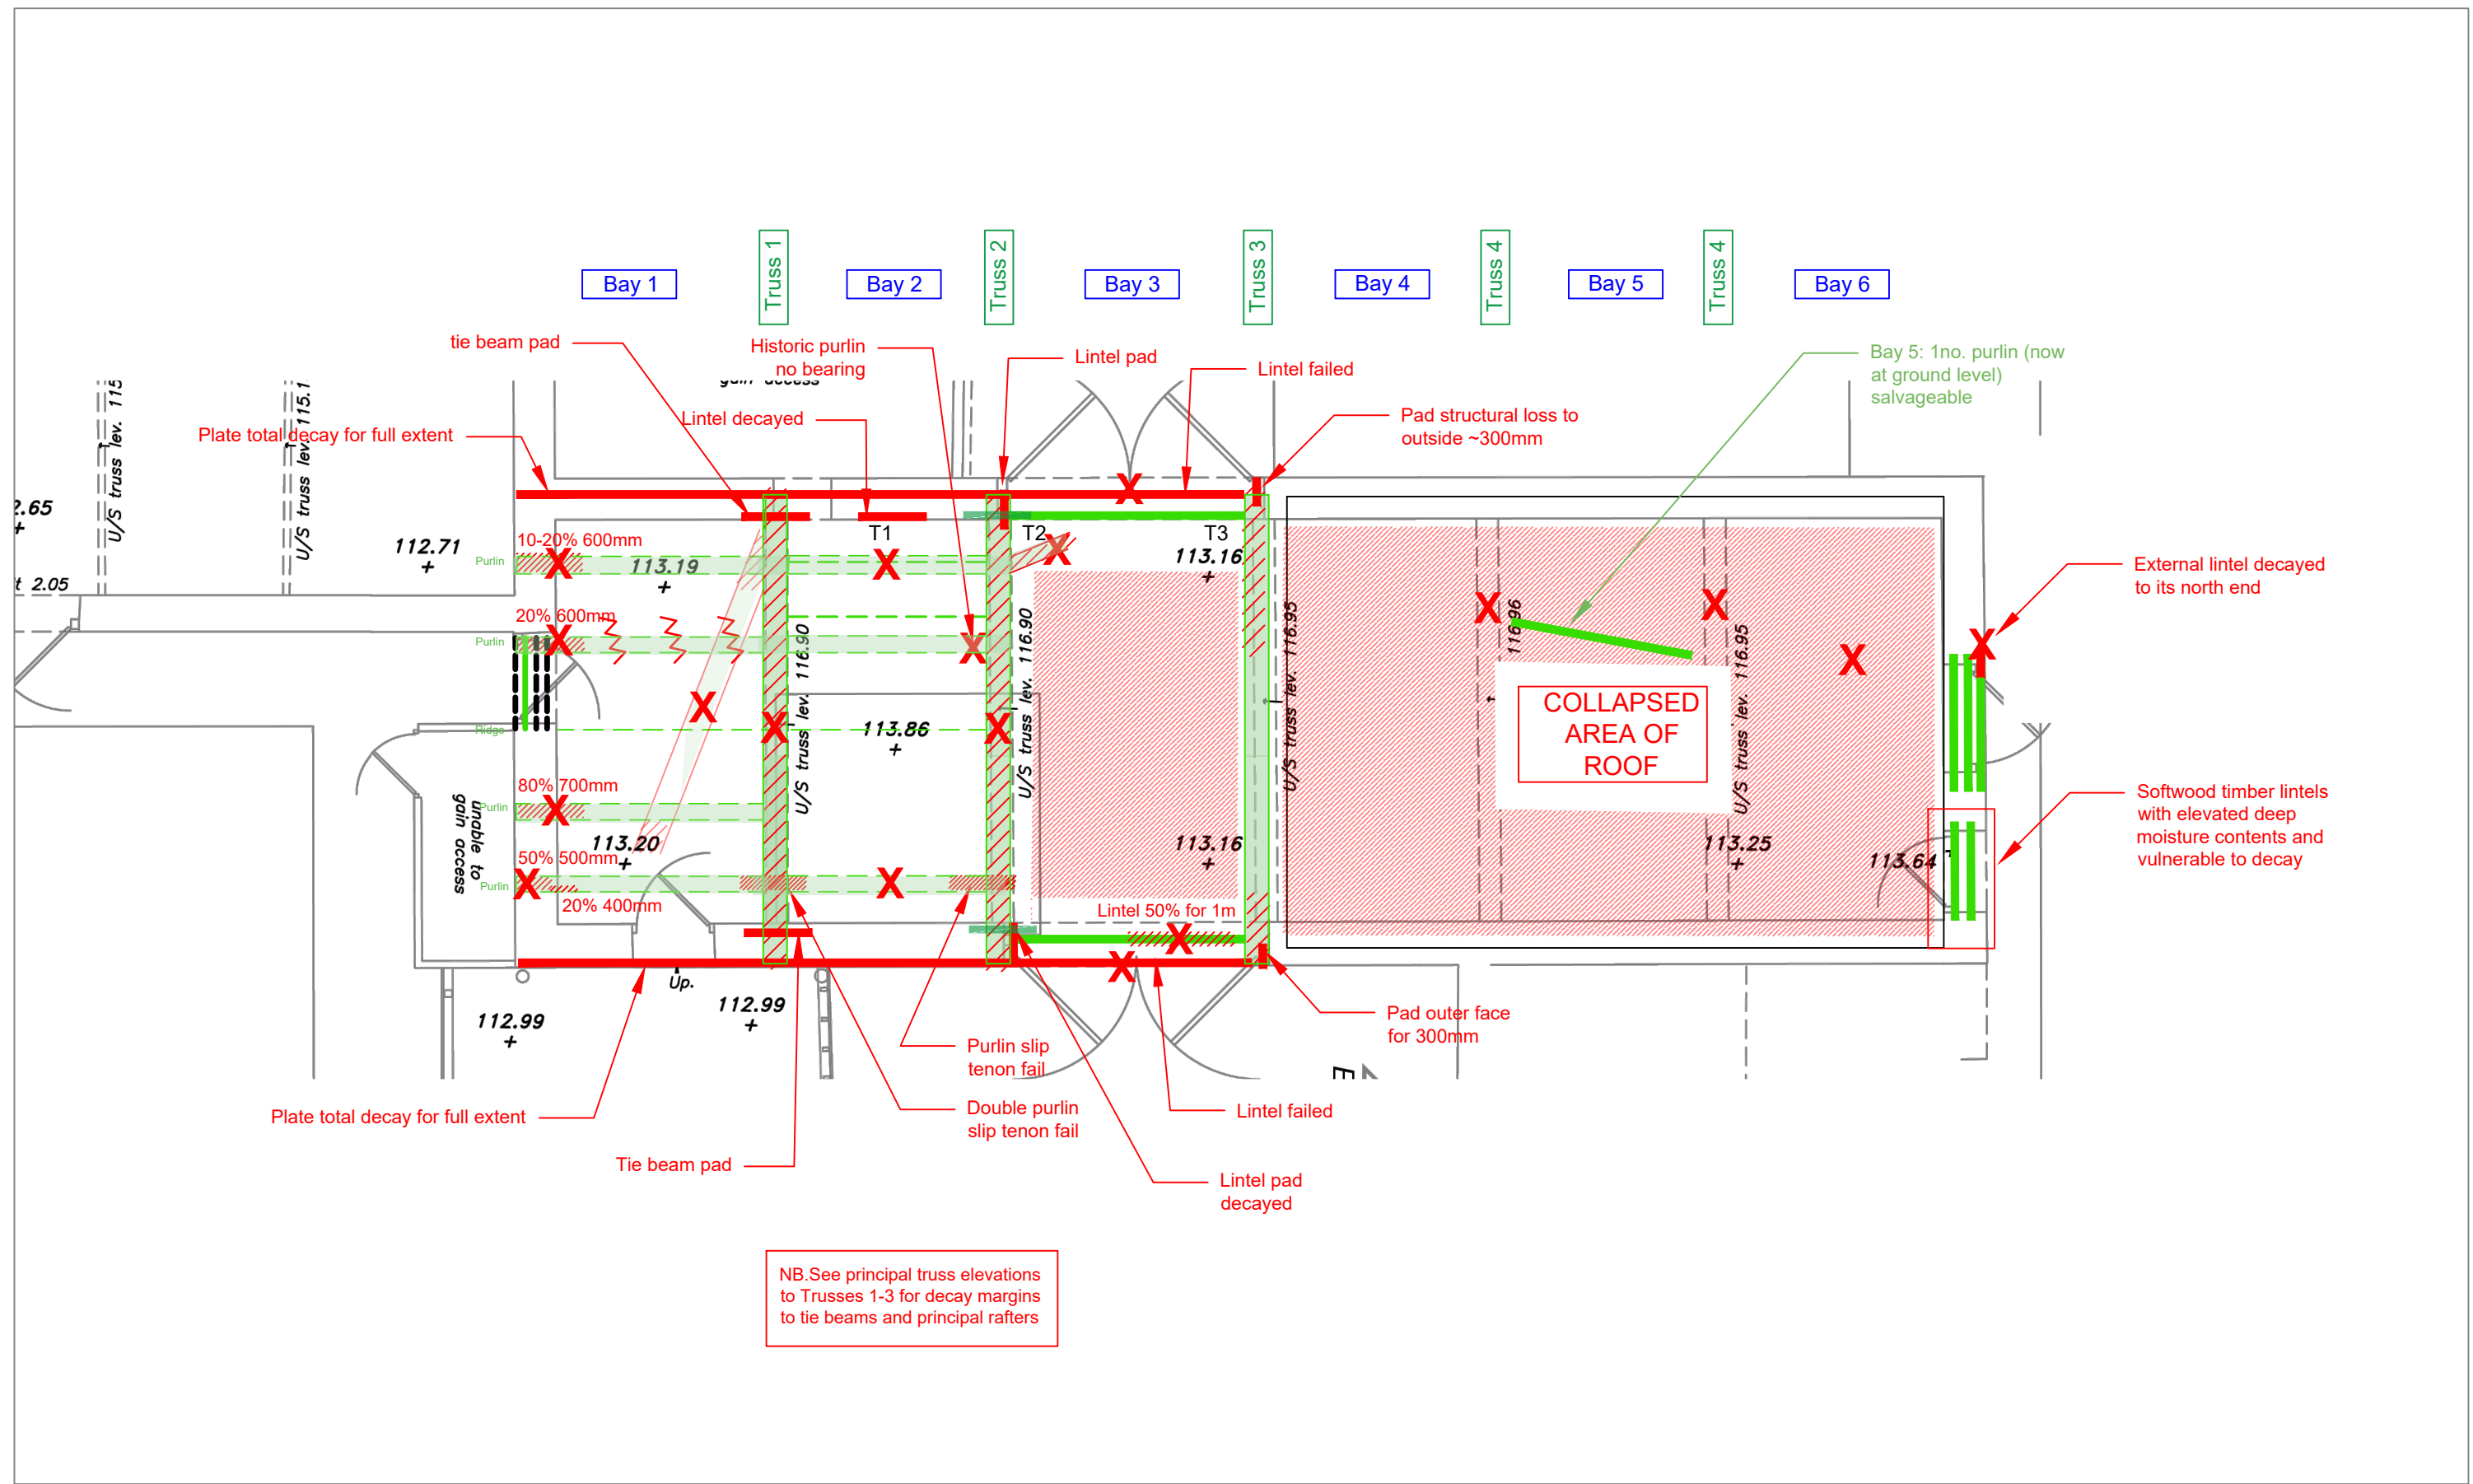 Bay 1
Truss 1
Bay 2
Truss 2
Bay 3
Truss 3
Bay 4
Truss 4
Bay 5
Truss 4
Bay 6
tie beam pad
Historic purlin
no bearing
Lintel pad
Lintel failed
Bay 5: 1no. purlin (now
at ground level)
salvageable
gain access
Lintel decayed
Plate total decay for full extent
Pad structural loss to
outside ~300mm
U/S truss lev. 115
U/S truss lev. 115.1
2.65
+
112.71
+
t 2.05
10-20% 600mm
Purlin
113.19
+
T1
T2
T3
113.16
+
External lintel decayed
to its north end
20% 600mm
Purlin
U/S truss lev. 116.90
U/S truss lev. 116.90
U/S truss lev. 116.95
116.96
U/S truss lev. 116.95
Ridge
113.86
+
COLLAPSED
AREA OF
ROOF
80% 700mm
Purlin
unable to
gain access
113.20
+
50% 500mm
Purlin
20% 400mm
113.16
+
113.25
+
113.64
+
Softwood timber lintels
with elevated deep
moisture contents and
vulnerable to decay
Lintel 50% for 1m
Up.
112.99
+
112.99
+
Pad outer face
for 300mm
Purlin slip
tenon fail
E
Double purlin
slip tenon fail
Lintel failed
Plate total decay for full extent
Tie beam pad
Lintel pad
decayed
NB.See principal truss elevations
to Trusses 1-3 for decay margins
to tie beams and principal rafters